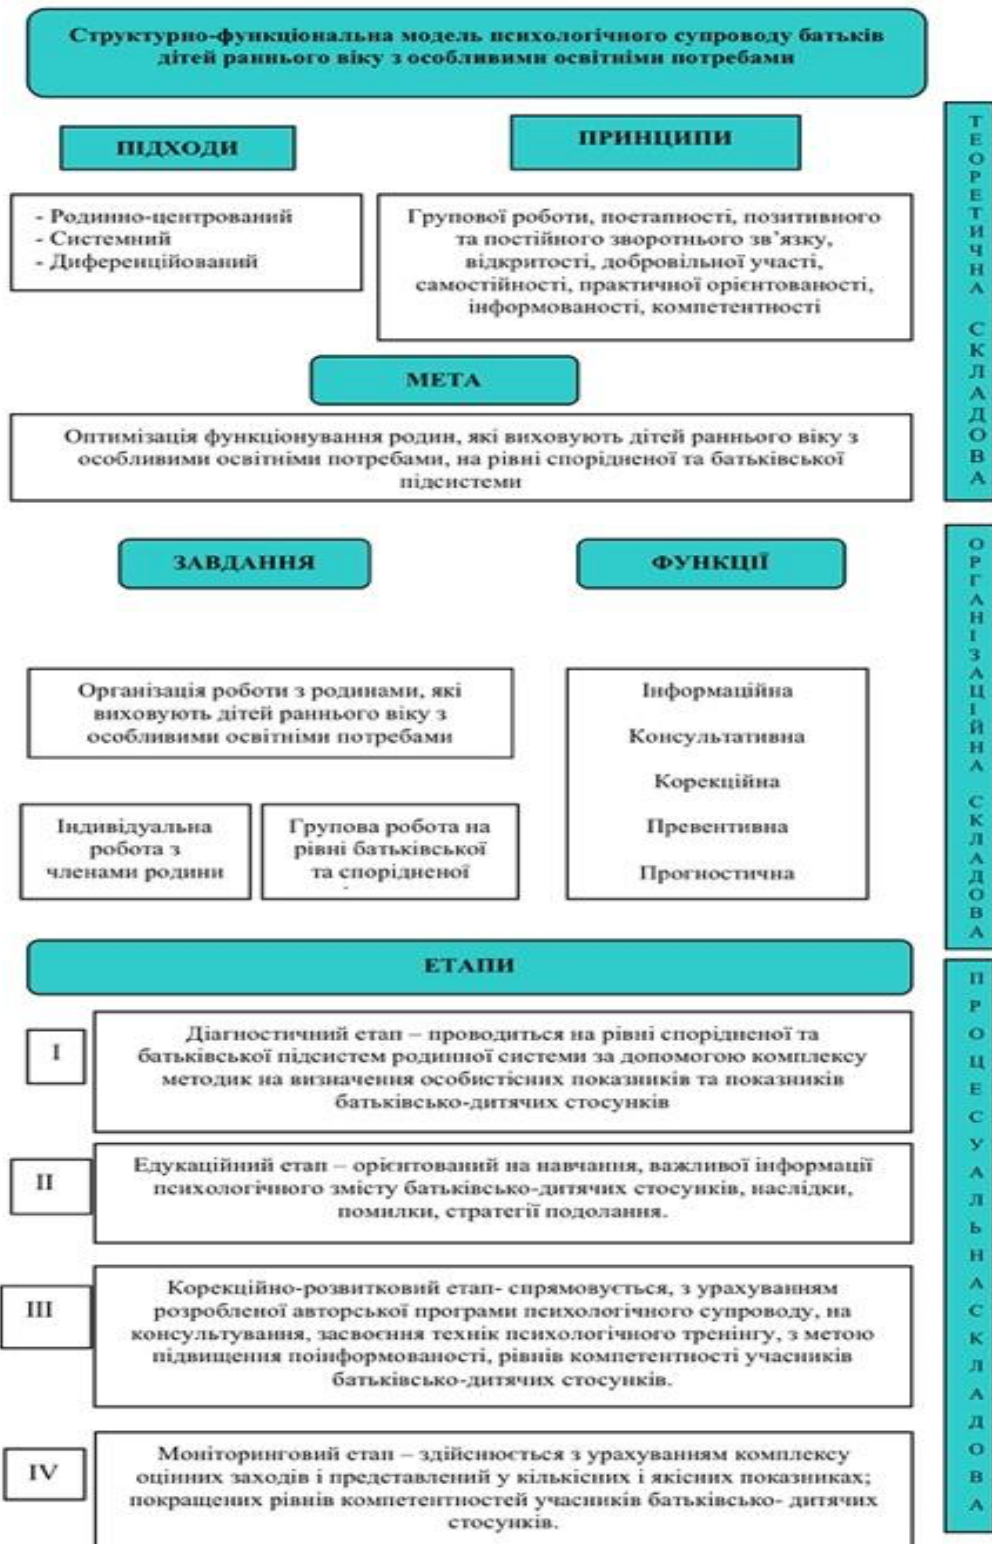 Структурно-функціональна модель психологічного супроводу батьків
дітей раннього віку з особливими освітніми потребами
ПІДХОДИ
- Родинно-центрований
- Системний
- Диференційований
ПРИНЦИПИ
Групової роботи, постапності, позитивного
та постійного зворотнього зв’язку,
відкритості, добровільної участі,
самостійності, практичної орієнтованості,
інформованості, компетентності
МЕТА
Оптимізація функціонування родин, які виховують дітей раннього віку з
особливими освітніми потребами, на рівні спорідненої та батьківської
підсистеми
ТЕОРЕТИЧНА СКЛАДОВА
ЗАВДАННЯ
Організація роботи з родинами, які
виховують дітей раннього віку з
особливими освітніми потребами
Індивідуальна
робота з
членами родини
Групова робота на
рівні батьківської
та спорідненої
ФУНКЦІЇ
Інформаційна
Консультативна
Корекційна
Превентивна
Прогностична
ОРГАНІЗАЦІЙНА СКЛАДОВА
ЕТАПИ
I
Діагностичний етап – проводиться на рівні спорідненої та
батьківської підсистем родинної системи за допомогою комплексу
методик на визначення особистісних показників та показників
батьківсько-дитячих стосунків
II
Едукаційний етап – орієнтований на навчання, важливої інформації
психологічного змісту батьківсько-дитячих стосунків, наслідки,
помилки, стратегії подолання.
III
Корекційно-розвитковий етап- спрямовується, з урахуванням
розробленої авторської програми психологічного супроводу, на
консультування, засвоєння технік психологічного тренінгу, з метою
підвищення поінформованості, рівнів компетентності учасників
батьківсько-дитячих стосунків.
IV
Моніторинговий етап – здійснюється з урахуванням комплексу
оцінних заходів і представлений у кількісних і якісних показниках;
покращених рівнів компетентностей учасників батьківсько- дитячих
стосунків.
ПРОЦЕСУАЛЬНА СКЛАДОВА